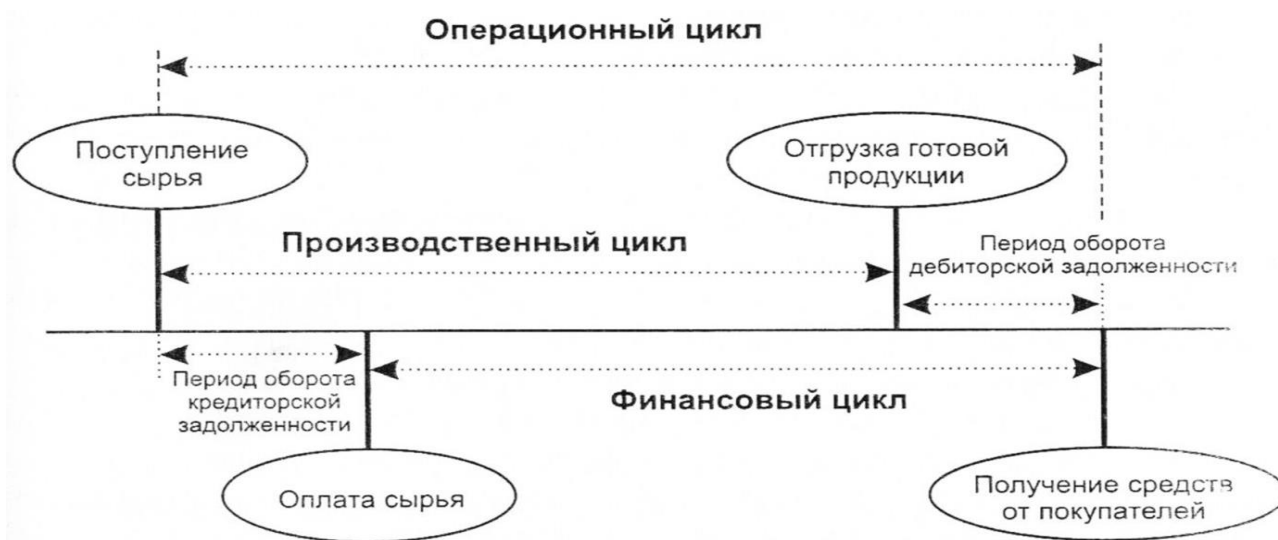 Операционный цикл
Поступление
сырья
Отгрузка готовой
продукции
Производственный цикл
Период оборота
дебиторской задолженности
Период оборота
кредиторской
задолженности
Финансовый цикл
Оплата сырья
Получение средств
от покупателей